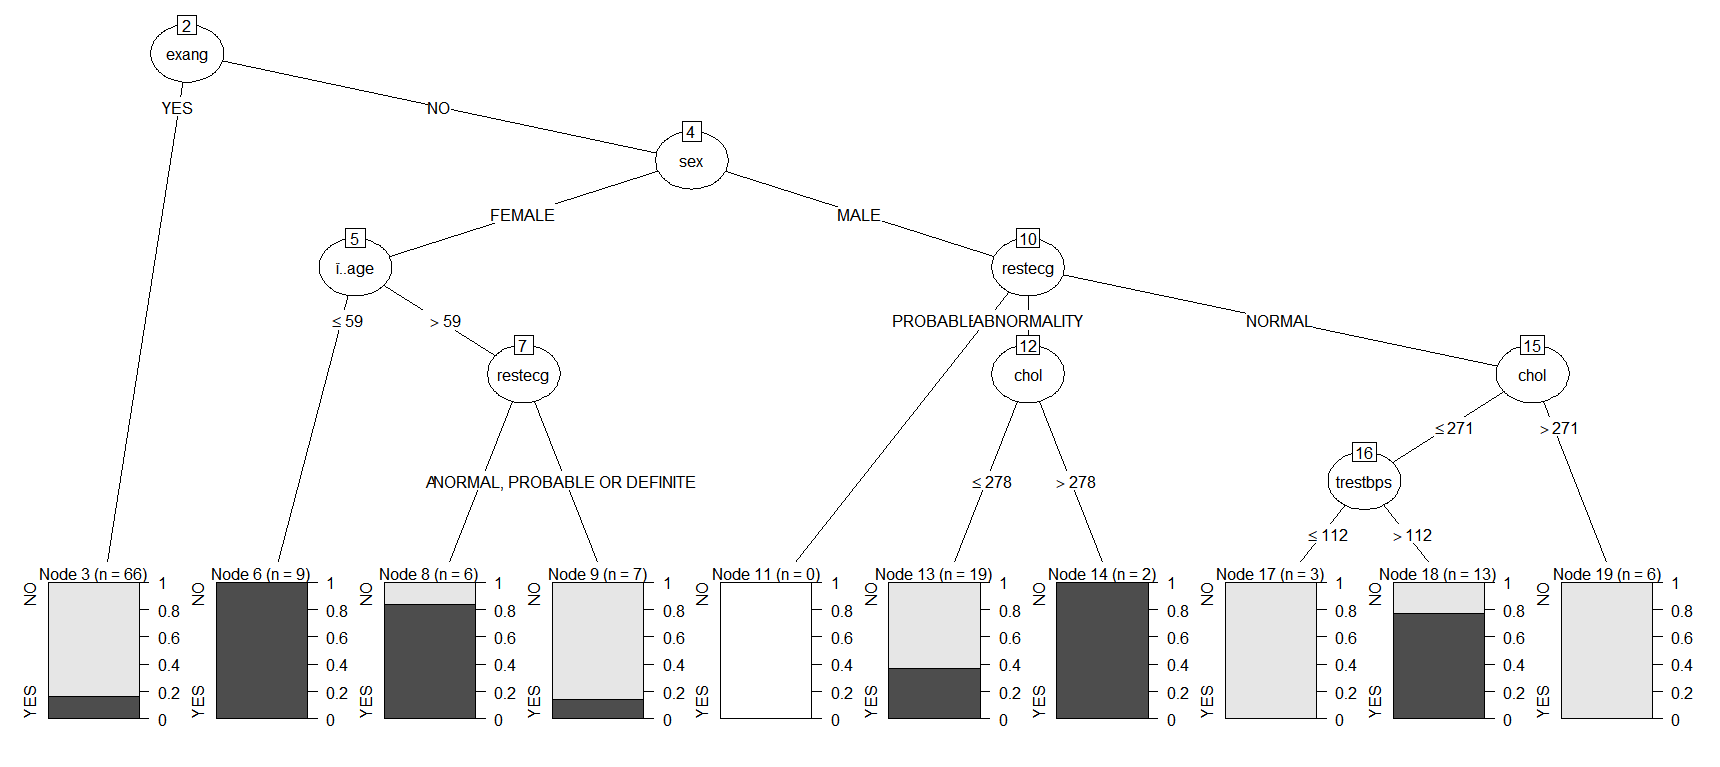 2
exang
YES
NO
4
sex
FEMALE
MALE
5
ï..age
10
restecg
≤ 59
> 59
PROBABLE
ABNORMALITY
NORMAL
7
restecg
12
chol
15
chol
≤ 271
> 271
16
trestbps
NORMAL, PROBABLE OR DEFINITE
≤ 278
> 278
≤ 112
> 112
Node 3 (n = 66)
NO
YES
1
0.8
0.6
0.4
0.2
0
Node 6 (n = 9)
NO
YES
1
0.8
0.6
0.4
0.2
0
Node 8 (n = 6)
NO
YES
1
0.8
0.6
0.4
0.2
0
Node 9 (n = 7)
NO
YES
1
0.8
0.6
0.4
0.2
0
Node 11 (n = 0)
NO
YES
1
0.8
0.6
0.4
0.2
0
Node 13 (n = 19)
NO
YES
1
0.8
0.6
0.4
0.2
0
Node 14 (n = 2)
NO
YES
1
0.8
0.6
0.4
0.2
0
Node 17 (n = 3)
NO
YES
1
0.8
0.6
0.4
0.2
0
Node 18 (n = 13)
NO
YES
1
0.8
0.6
0.4
0.2
0
Node 19 (n = 6)
NO
YES
1
0.8
0.6
0.4
0.2
0